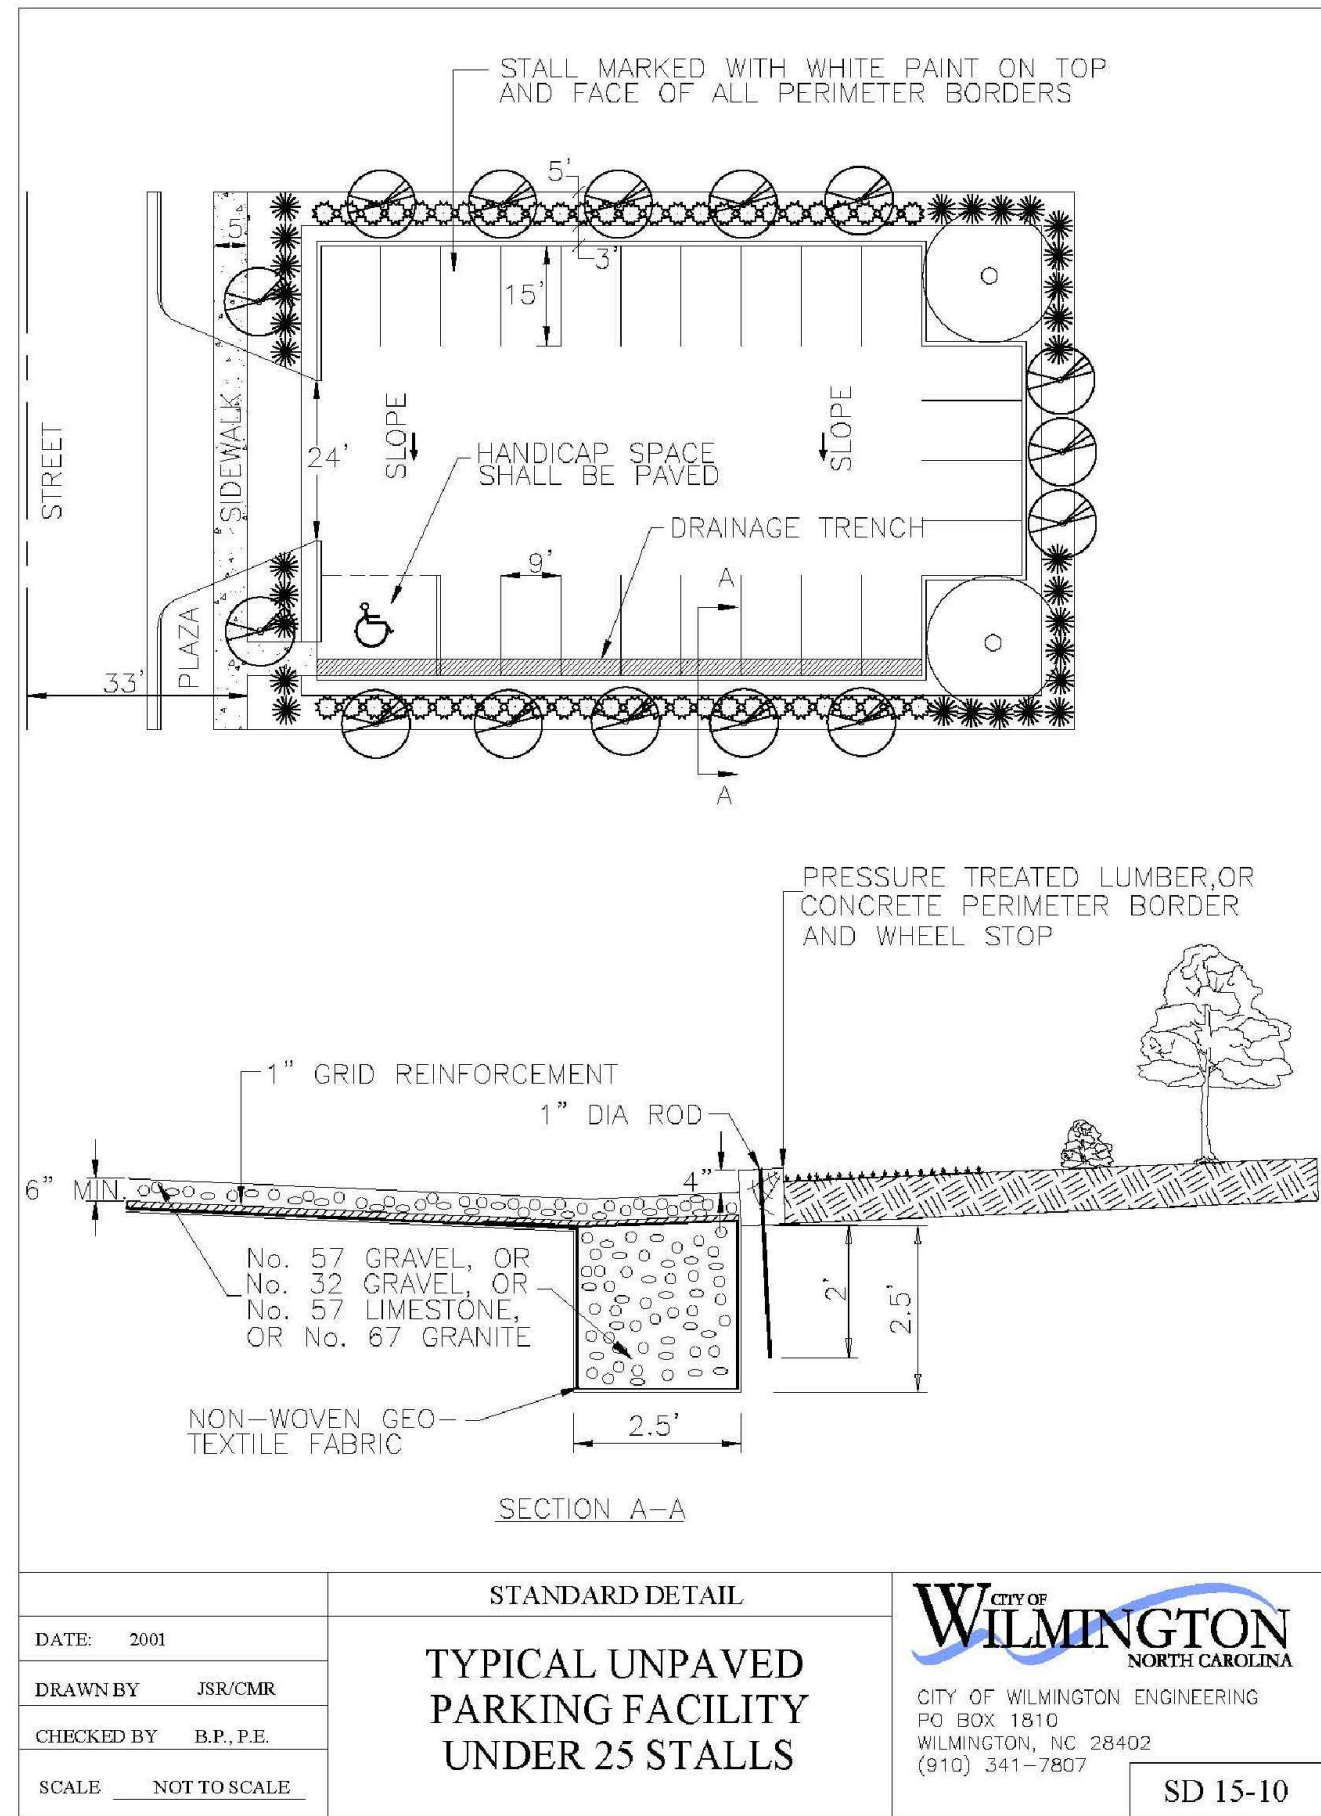 STALL MARKED WITH WHITE PAINT ON TOP
AND FACE OF ALL PERIMETER BORDERS
5'
5'
3'
15'
STREET
SIDEWALK
24'
SLOPE
SLOPE
HANDICAP SPACE
SHALL BE PAVED
DRAINAGE TRENCH
9'
A
PLAZA
33'
A
PRESSURE TREATED LUMBER,OR
CONCRETE PERIMETER BORDER
AND WHEEL STOP
1" GRID REINFORCEMENT
1" DIA ROD
6" MIN.
4"
No. 57 GRAVEL, OR
No. 32 GRAVEL, OR
No. 57 LIMESTONE,
OR No. 67 GRANITE
2'
2.5'
NON-WOVEN GEO-
TEXTILE FABRIC
2.5'
SECTION A-A
STANDARD DETAIL
DATE: 2001
DRAWN BY JSR/CMR
CHECKED BY B.P., P.E.
SCALE NOT TO SCALE
TYPICAL UNPAVED
PARKING FACILITY
UNDER 25 STALLS
CITY OF
WILMINGTON
NORTH CAROLINA
CITY OF WILMINGTON ENGINEERING
PO BOX 1810
WILMINGTON, NC 28402
(910) 341-7807
SD 15-10